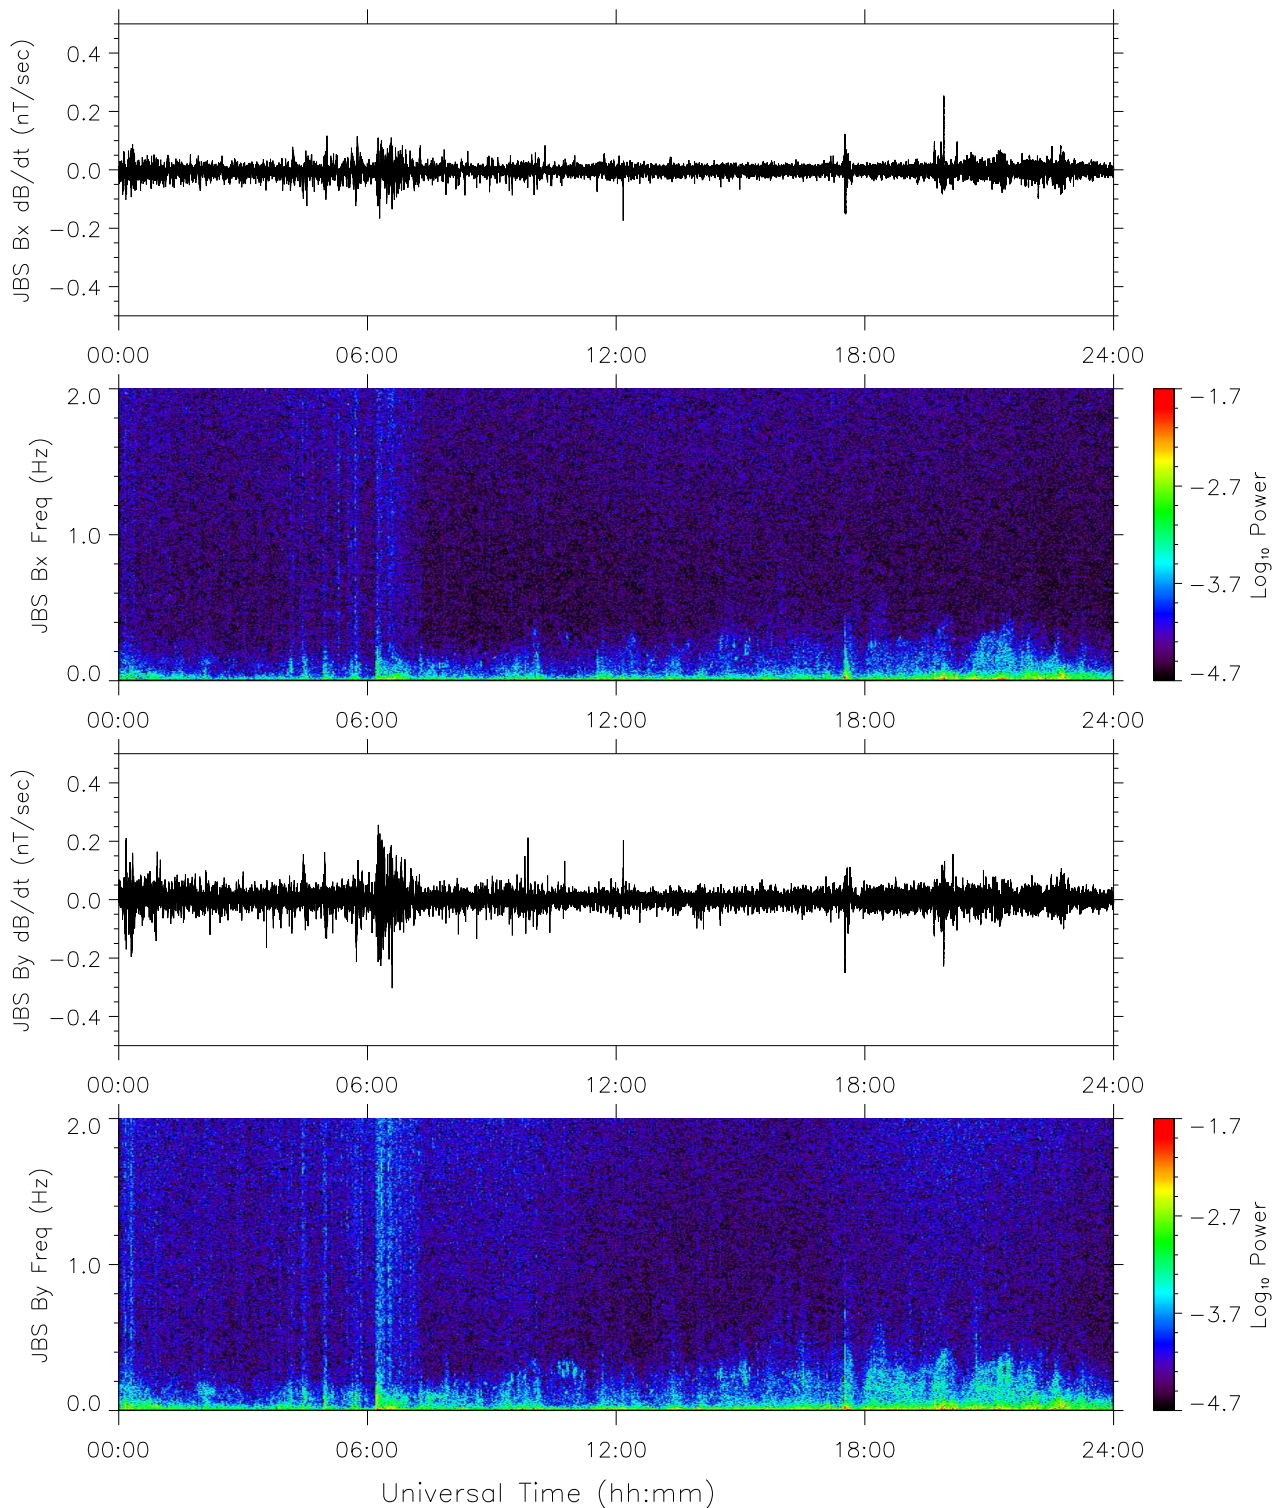 JBS Bx dB/dt (nT/sec)
0.4
0.2
0.0
−0.2
−0.4
00:00 06:00 12:00 18:00 24:00
JBS Bx Freq (Hz)
2.0
1.0
0.0
−1.7
−2.7
−3.7
−4.7
Log10 Power
00:00 06:00 12:00 18:00 24:00
JBS By dB/dt (nT/sec)
0.4
0.2
0.0
−0.2
−0.4
00:00 06:00 12:00 18:00 24:00
JBS By Freq (Hz)
2.0
1.0
0.0
−1.7
−2.7
−3.7
−4.7
Log10 Power
00:00 06:00 12:00 18:00 24:00
Universal Time (hh:mm)